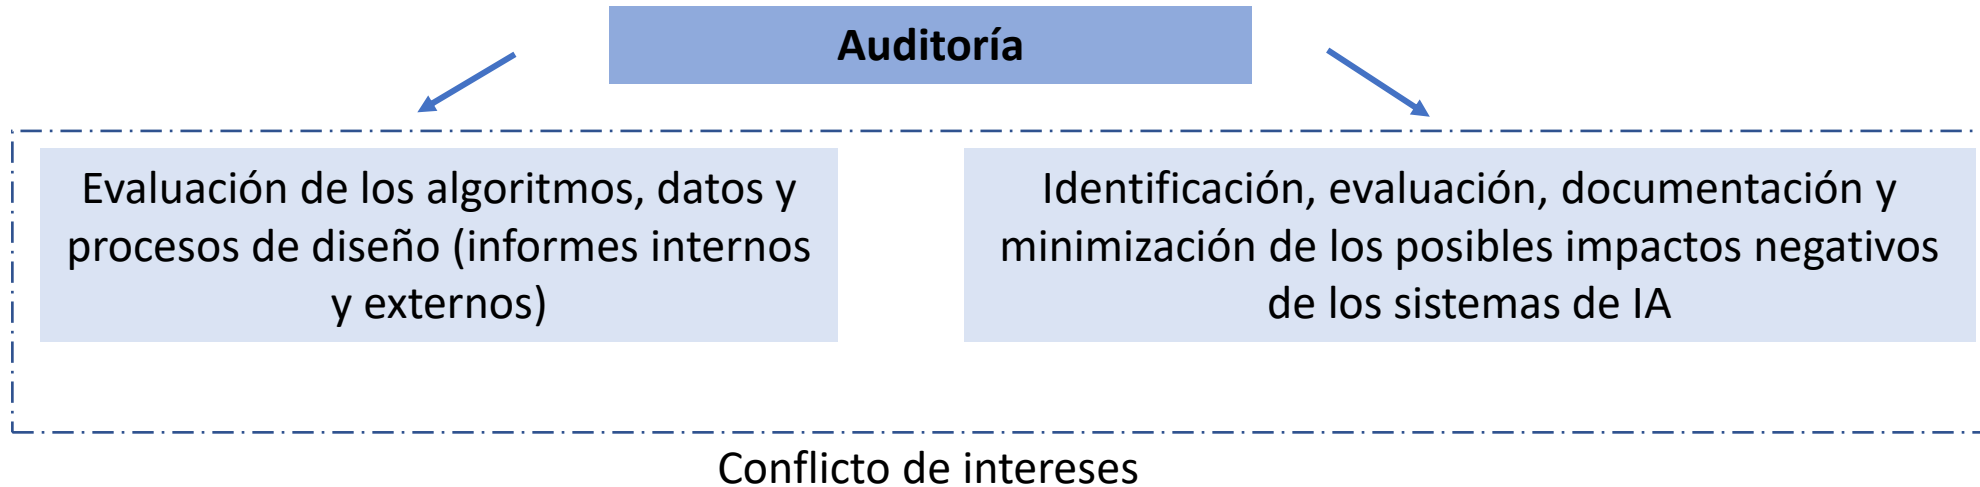 Auditoría
Evaluación de los algoritmos, datos y
procesos de diseño (informes internos
y externos)
Identificación, evaluación, documentación y
minimización de los posibles impactos negativos
de los sistemas de IA
Conflicto de intereses